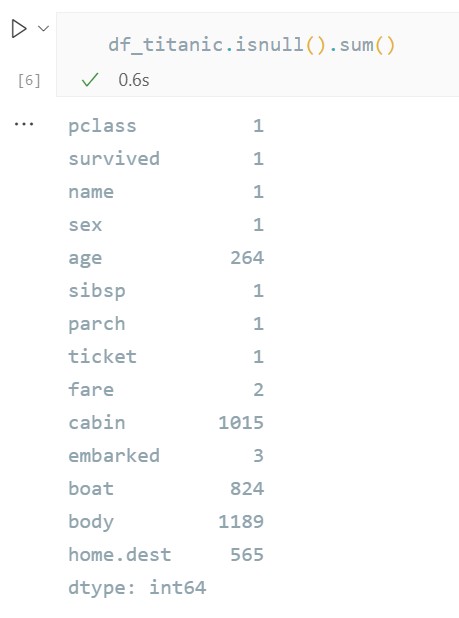 df_titanic.isnull().sum()
[6] 0.6s
...
pclass 1
survived 1
name 1
sex 1
age 264
sibsp 1
parch 1
ticket 1
fare 2
cabin 1015
embarked 3
boat 824
body 1189
home.dest 565
dtype: int64